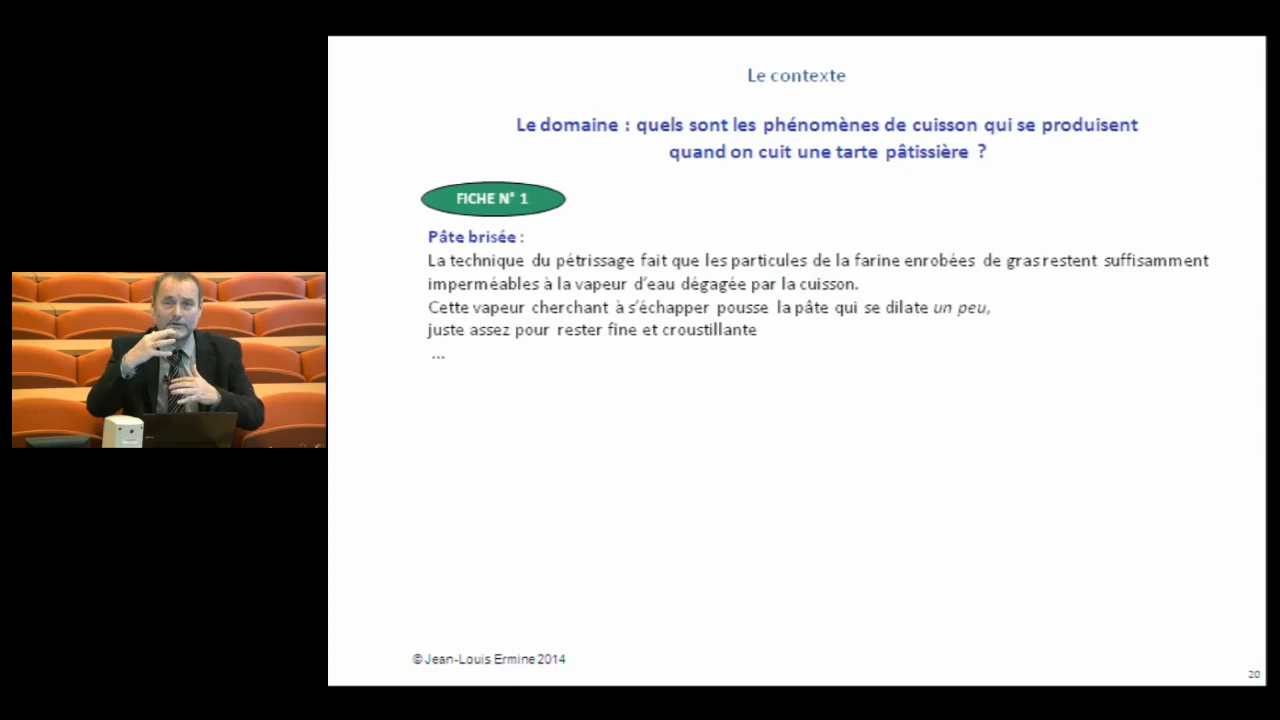 Le contexte
Le domaine : quels sont les phénomènes de cuisson qui se produisent
quand on cuit une tarte pâtissière ?
FICHE N° 1
Pâte brisée :
La technique du pétrissage fait que les particules de la farine enrobées de gras restent suffisamment
imperméables à la vapeur d'eau dégagée par la cuisson.
Cette vapeur cherchant à s'échapper pousse la pâte qui se dilate un peu,
juste assez pour rester fine et croustillante
...
© Jean-Louis Ermine 2014
20